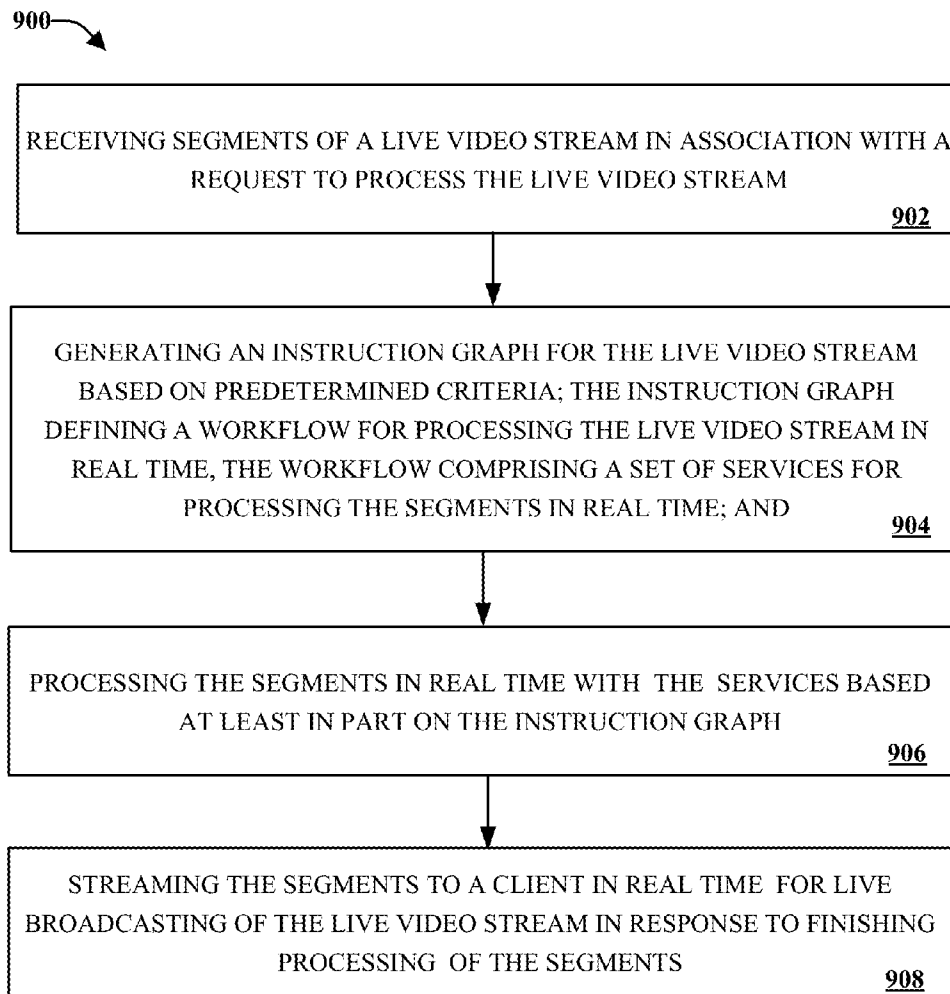 900
RECEIVING SEGMENTS OF A LIVE VIDEO STREAM IN ASSOCIATION WITH A
REQUEST TO PROCESS THE LIVE VIDEO STREAM
902
GENERATING AN INSTRUCTION GRAPH FOR THE LIVE VIDEO STREAM
BASED ON PREDETERMINED CRITERIA; THE INSTRUCTION GRAPH
DEFINING A WORKFLOW FOR PROCESSING THE LIVE VIDEO STREAM IN
REAL TIME, THE WORKFLOW COMPRISING A SET OF SERVICES FOR
PROCESSING THE SEGMENTS IN REAL TIME; AND
904
PROCESSING THE SEGMENTS IN REAL TIME WITH THE SERVICES BASED
AT LEAST IN PART ON THE INSTRUCTION GRAPH
906
STREAMING THE SEGMENTS TO A CLIENT IN REAL TIME FOR LIVE
BROADCASTING OF THE LIVE VIDEO STREAM IN RESPONSE TO FINISHING
PROCESSING OF THE SEGMENTS
908